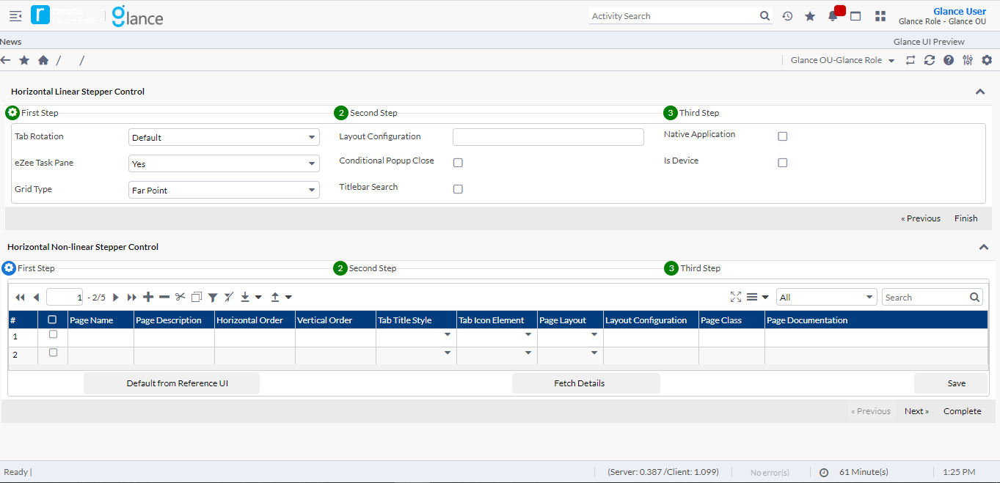 r ramco
Glance Suite
glance
Activity Search
Glance User
Glance Role - Glance OU
News
Glance UI Preview
/ /
Glance OU-Glance Role
Horizontal Linear Stepper Control
First Step
2 Second Step
3 Third Step
Tab Rotation Default
Layout Configuration
Native Application
eZee Task Pane Yes
Conditional Popup Close
Is Device
Grid Type Far Point
Titlebar Search
« Previous Finish
Horizontal Non-linear Stepper Control
First Step
2 Second Step
3 Third Step
1 - 2/5
All
Search
# Page Name Page Description Horizontal Order Vertical Order Tab Title Style Tab Icon Element Page Layout Layout Configuration Page Class Page Documentation
1
2
Default from Reference UI Fetch Details Save
« Previous Next » Complete
Ready | (Server: 0.387 /Client: 1.099) No error(s) 61 Minute(s) 1:25 PM